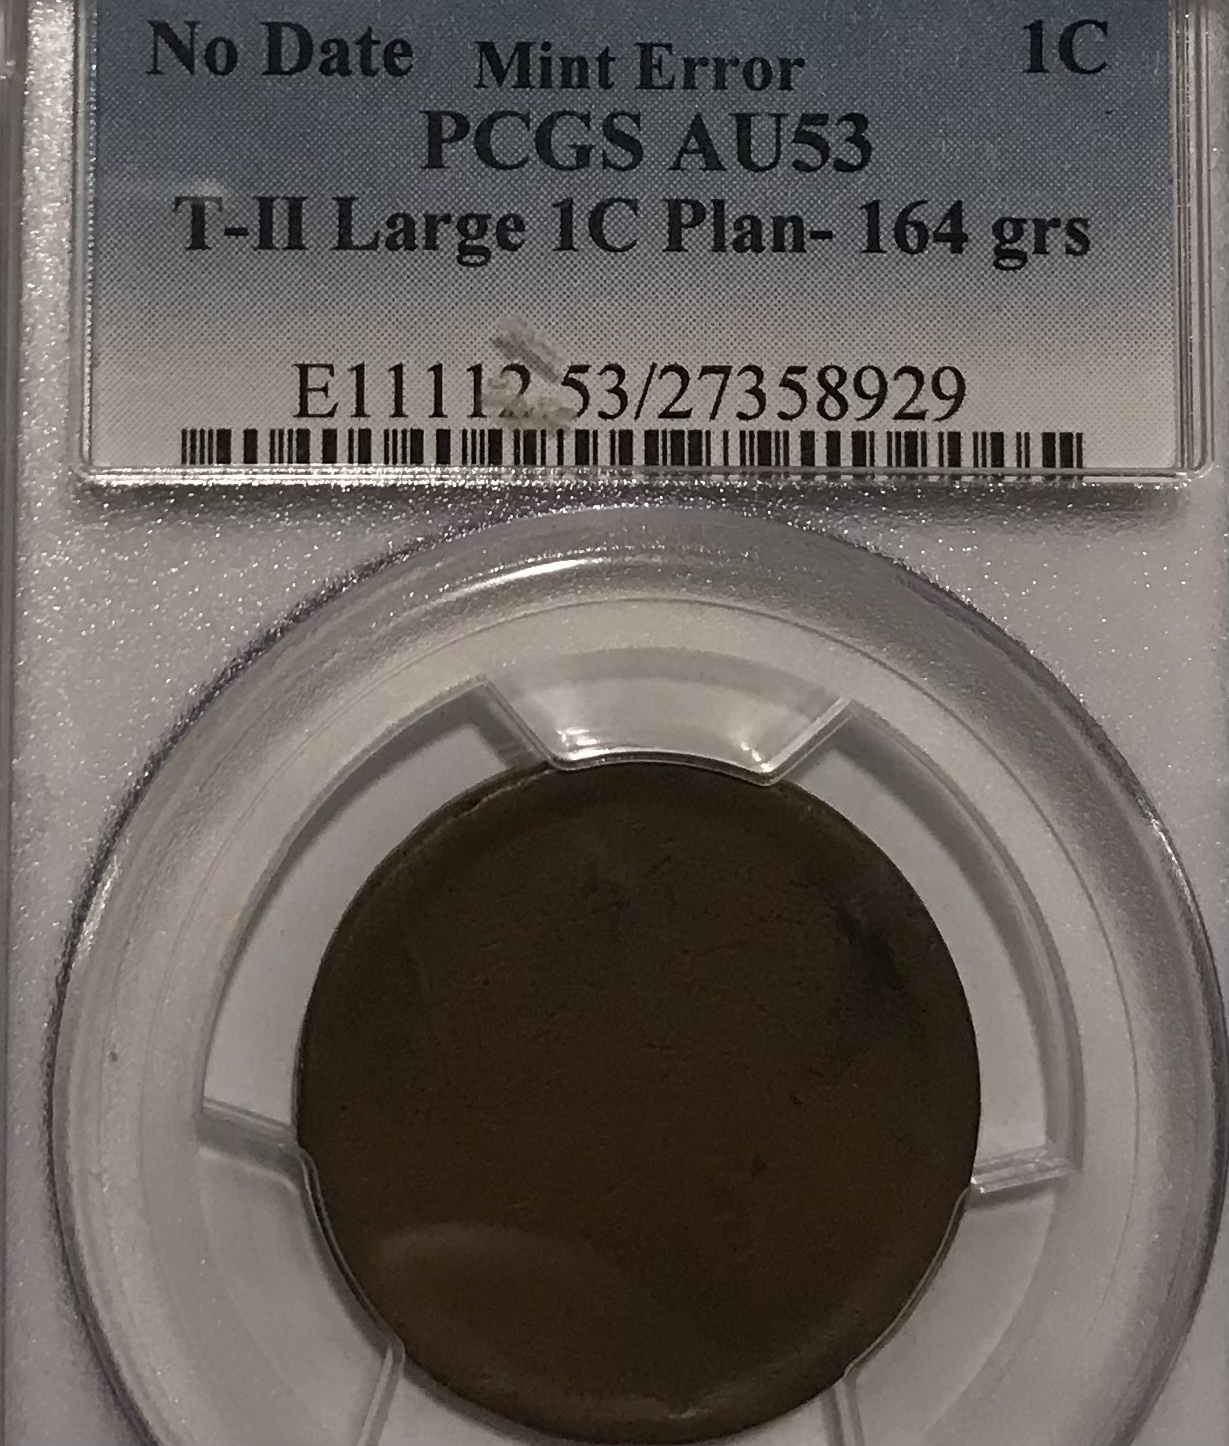 No Date Mint Error 1C
PCGS AU53
T-II Large 1C Plan- 164 grs
E11112.53/27358929